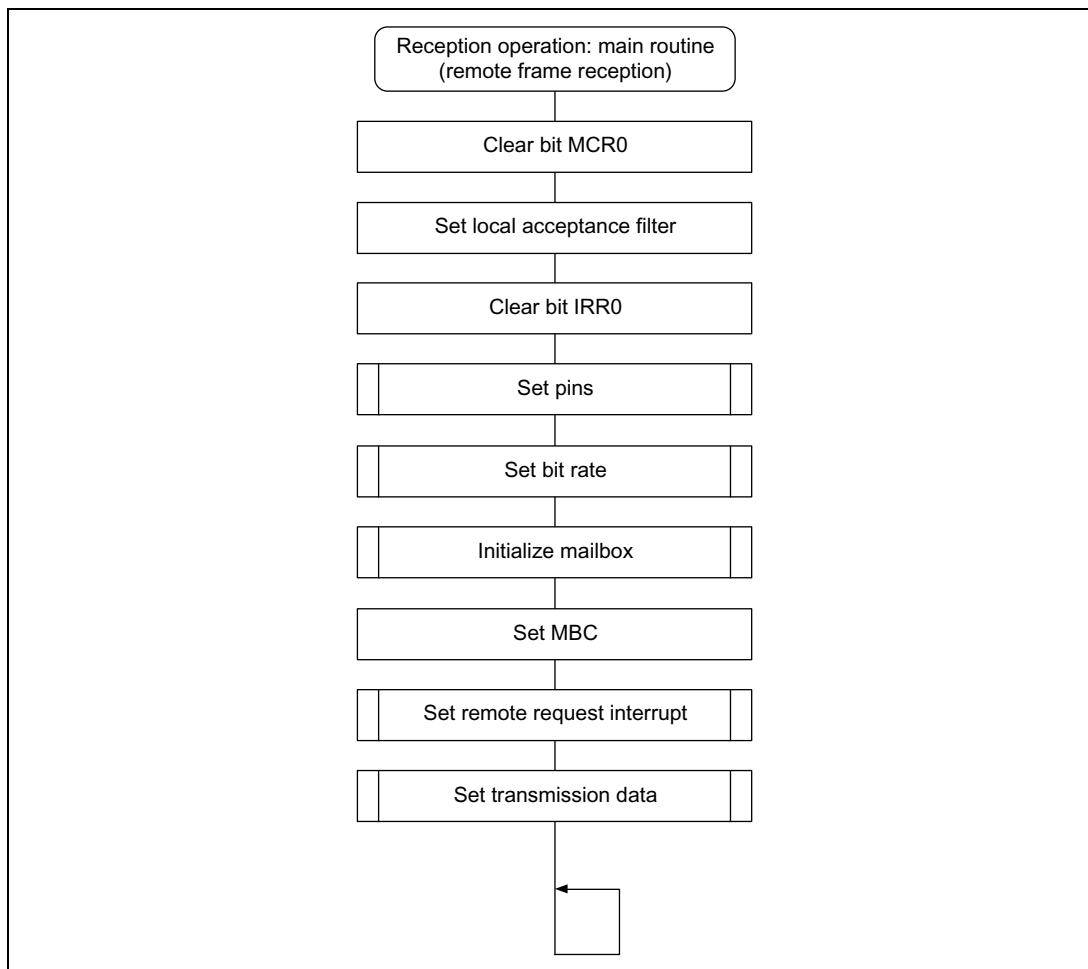 Reception operation: main routine
(remote frame reception)
Clear bit MCR0
Set local acceptance filter
Clear bit IRR0
Set pins
Set bit rate
Initialize mailbox
Set MBC
Set remote request interrupt
Set transmission data